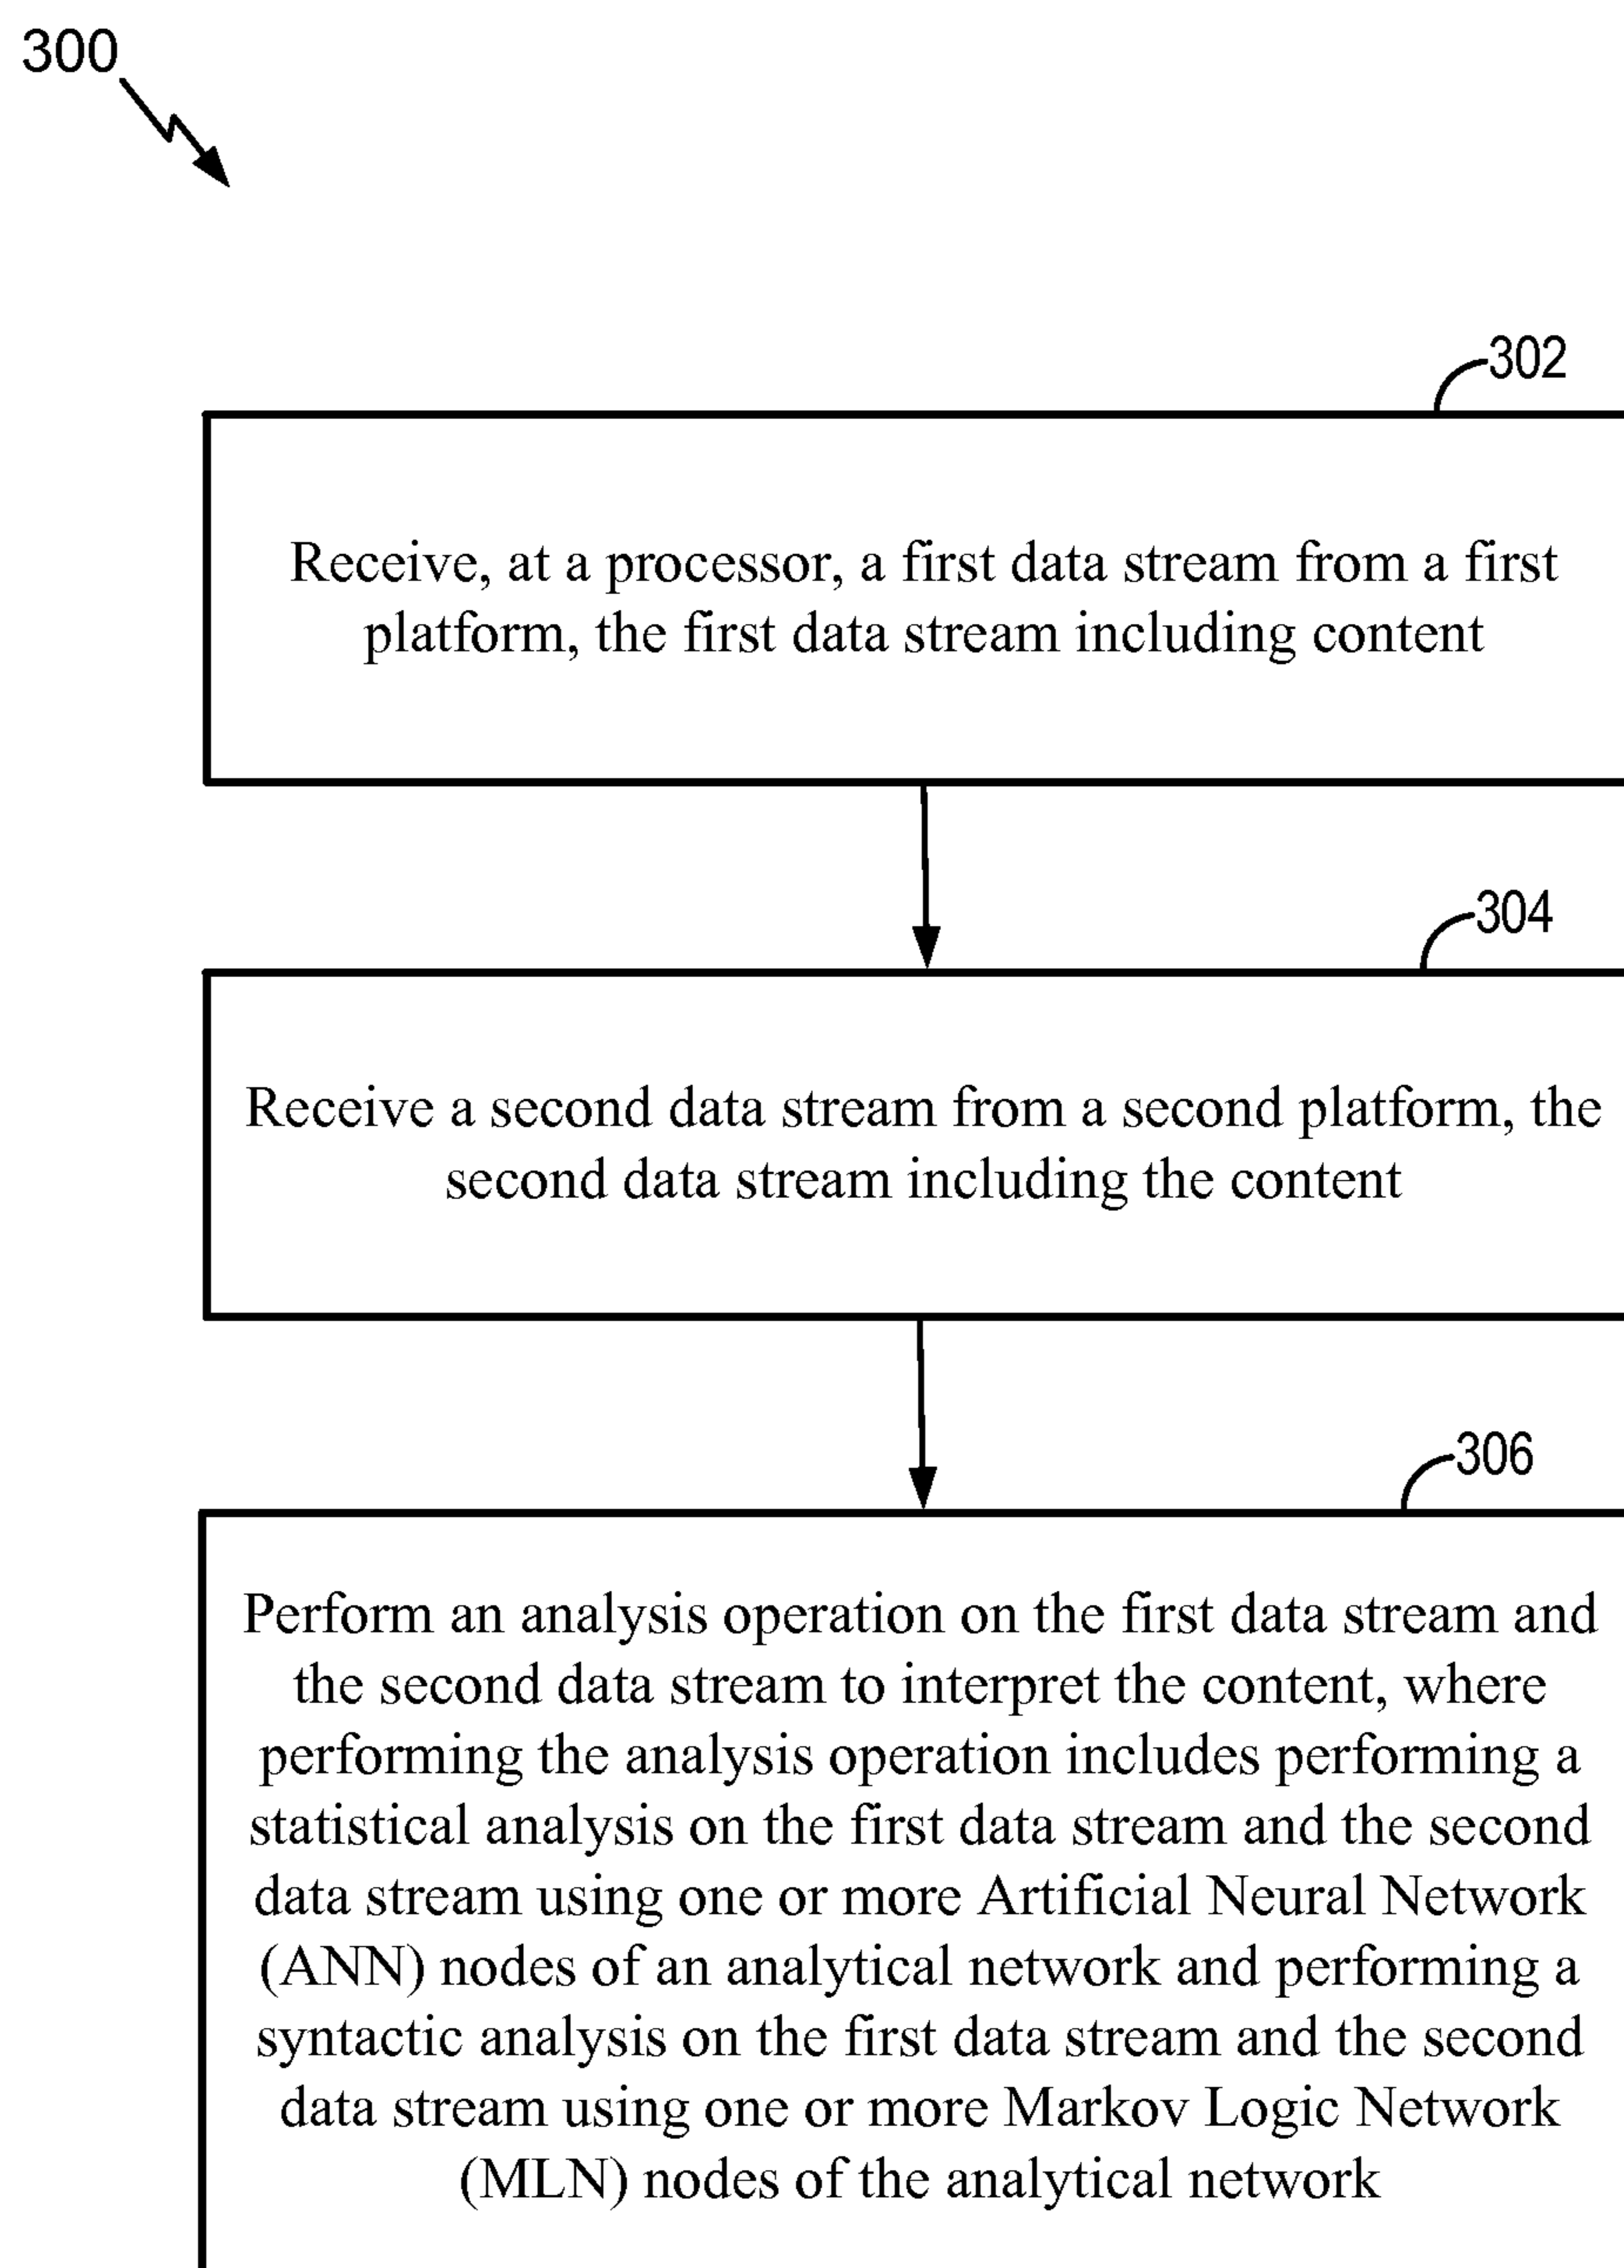 300
302
Receive, at a processor, a first data stream from a first
platform, the first data stream including content
304
Receive a second data stream from a second platform, the
second data stream including the content
306
Perform an analysis operation on the first data stream and
the second data stream to interpret the content, where
performing the analysis operation includes performing a
statistical analysis on the first data stream and the second
data stream using one or more Artificial Neural Network
(ANN) nodes of an analytical network and performing a
syntactic analysis on the first data stream and the second
data stream using one or more Markov Logic Network
(MLN) nodes of the analytical network